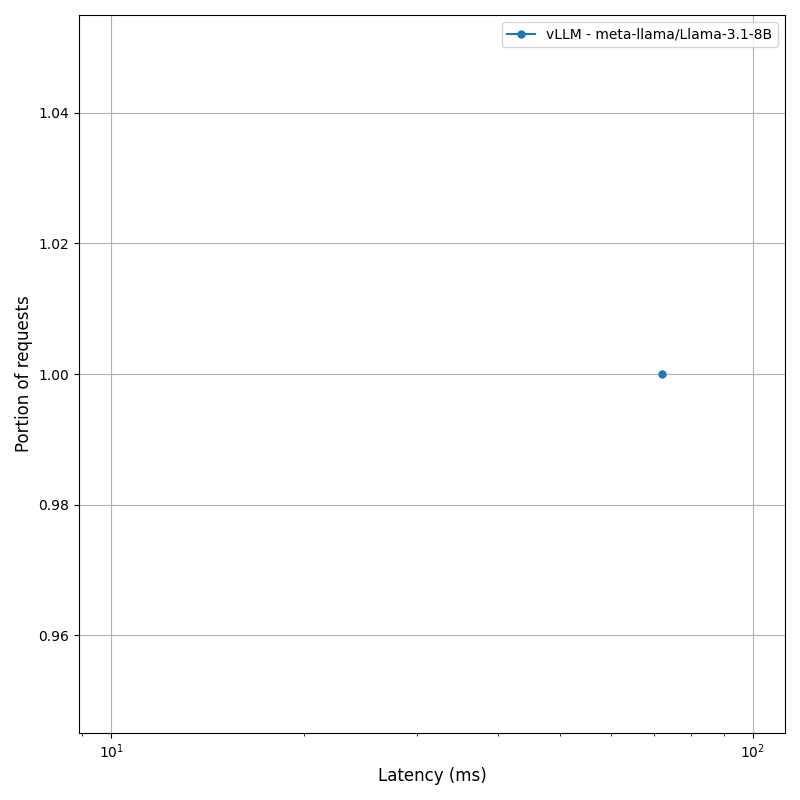 vLLM - meta-llama/Llama-3.1-8B
1.04
1.02
1.00
0.98
0.96
Portion of requests
10¹ 10²
Latency (ms)